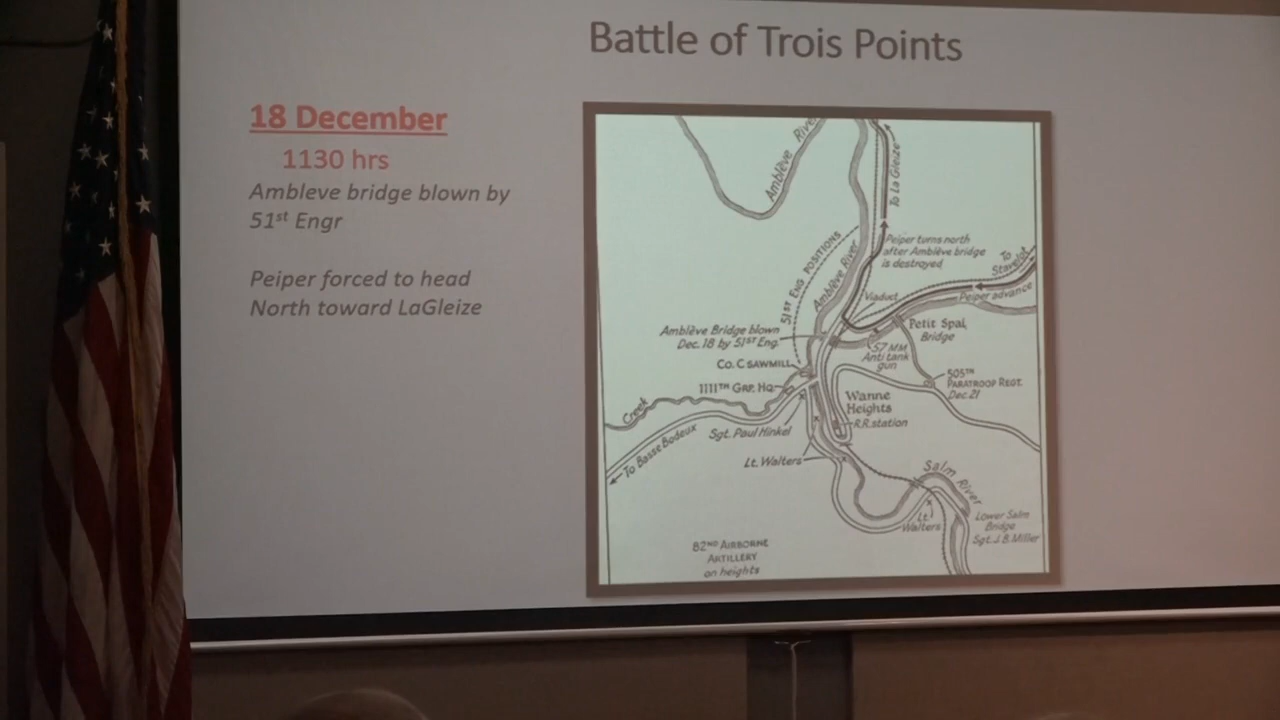 Battle of Trois Points
18 December
1130 hrs
Ambleve bridge blown by
51st Engr
Peiper forced to head
North toward LaGleize
Amblève River
To La Gleize
Peiper turns north
after Amblève bridge
is destroyed
To
Stavelot
51ST ENG POSITIONS
Amblève River
Viaduct
Peiper advance
Amblève Bridge blown
Dec. 18 by 51ST Eng.
Petit Spai
Bridge
57 MM
Anti tank
gun
Co. C SAWMILL
1111TH GRP. HQ.
505TH
PARATROOP REGT.
Dec. 21
Creek
Wanne
Heights
R.R. station
Sgt. Paul Hinkel
To Basse Bodeux
Lt. Walters
Salm River
Lt.
Walters
Lower Salm
Bridge
Sgt. J. B. Miller
82ND AIRBORNE
ARTILLERY
on heights